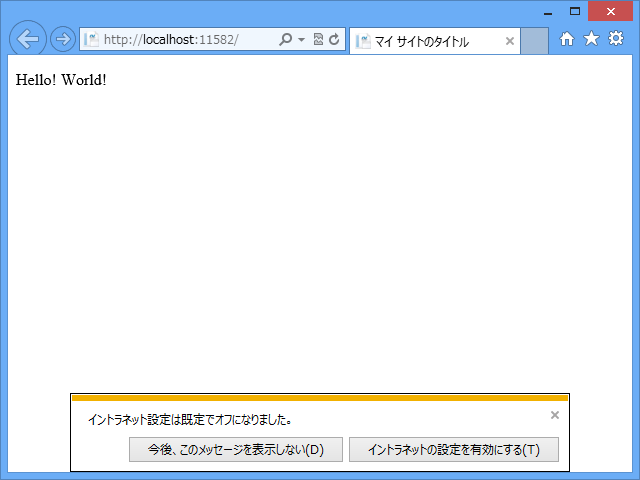 http://localhost:11582/
マイ サイトのタイトル
Hello! World!
イントラネット設定は既定でオフになりました。
今後、このメッセージを表示しない(D)
イントラネットの設定を有効にする(T)